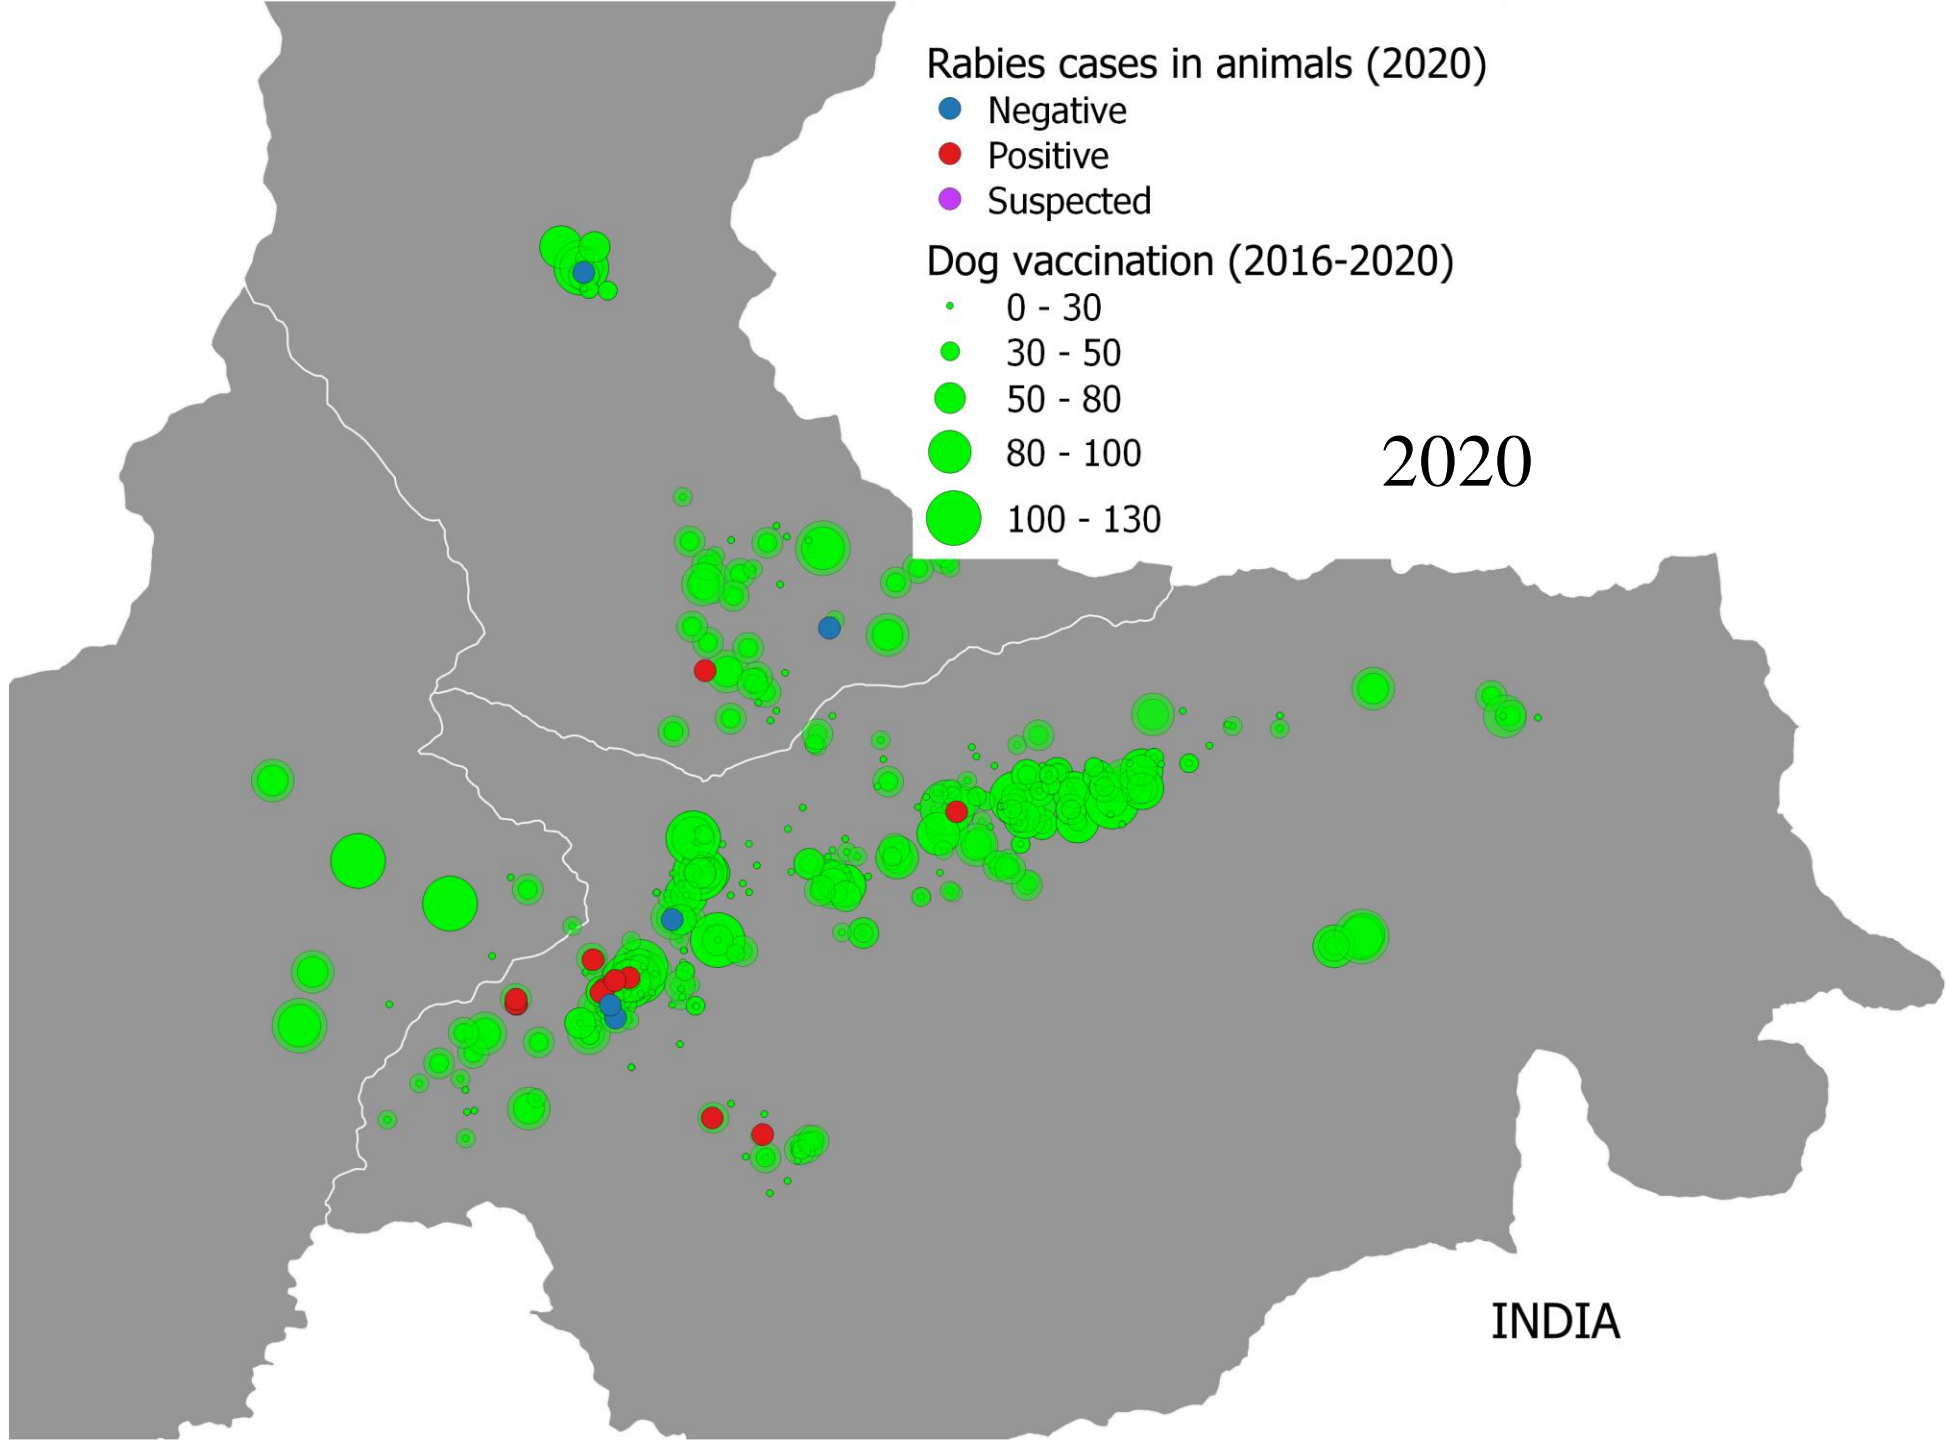 Rabies cases in animals (2020)
Negative
Positive
Suspected
Dog vaccination (2016-2020)
0 - 30
30 - 50
50 - 80
80 - 100
100 - 130
2020
INDIA